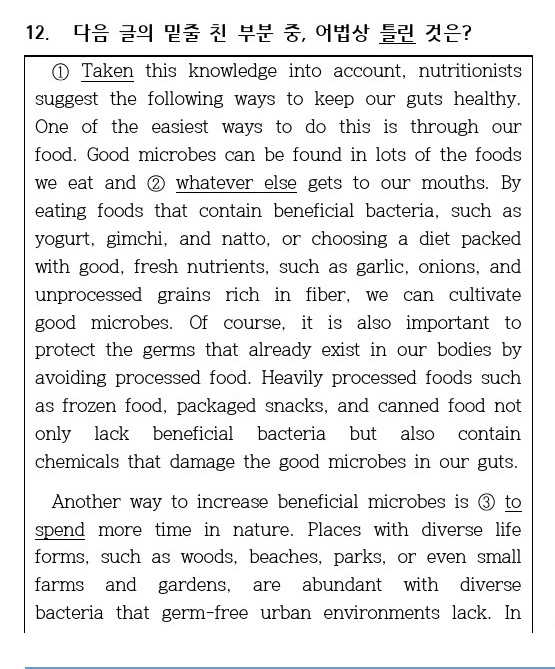 12. 다음 글의 밑줄 친 부분 중, 어법상 틀린 것은?
① Taken this knowledge into account, nutritionists
suggest the following ways to keep our guts healthy.
One of the easiest ways to do this is through our
food. Good microbes can be found in lots of the foods
we eat and ② whatever else gets to our mouths. By
eating foods that contain beneficial bacteria, such as
yogurt, gimchi, and natto, or choosing a diet packed
with good, fresh nutrients, such as garlic, onions, and
unprocessed grains rich in fiber, we can cultivate
good microbes. Of course, it is also important to
protect the germs that already exist in our bodies by
avoiding processed food. Heavily processed foods such
as frozen food, packaged snacks, and canned food not
only lack beneficial bacteria but also contain
chemicals that damage the good microbes in our guts.
Another way to increase beneficial microbes is ③ to
spend more time in nature. Places with diverse life
forms, such as woods, beaches, parks, or even small
farms and gardens, are abundant with diverse
bacteria that germ-free urban environments lack. In